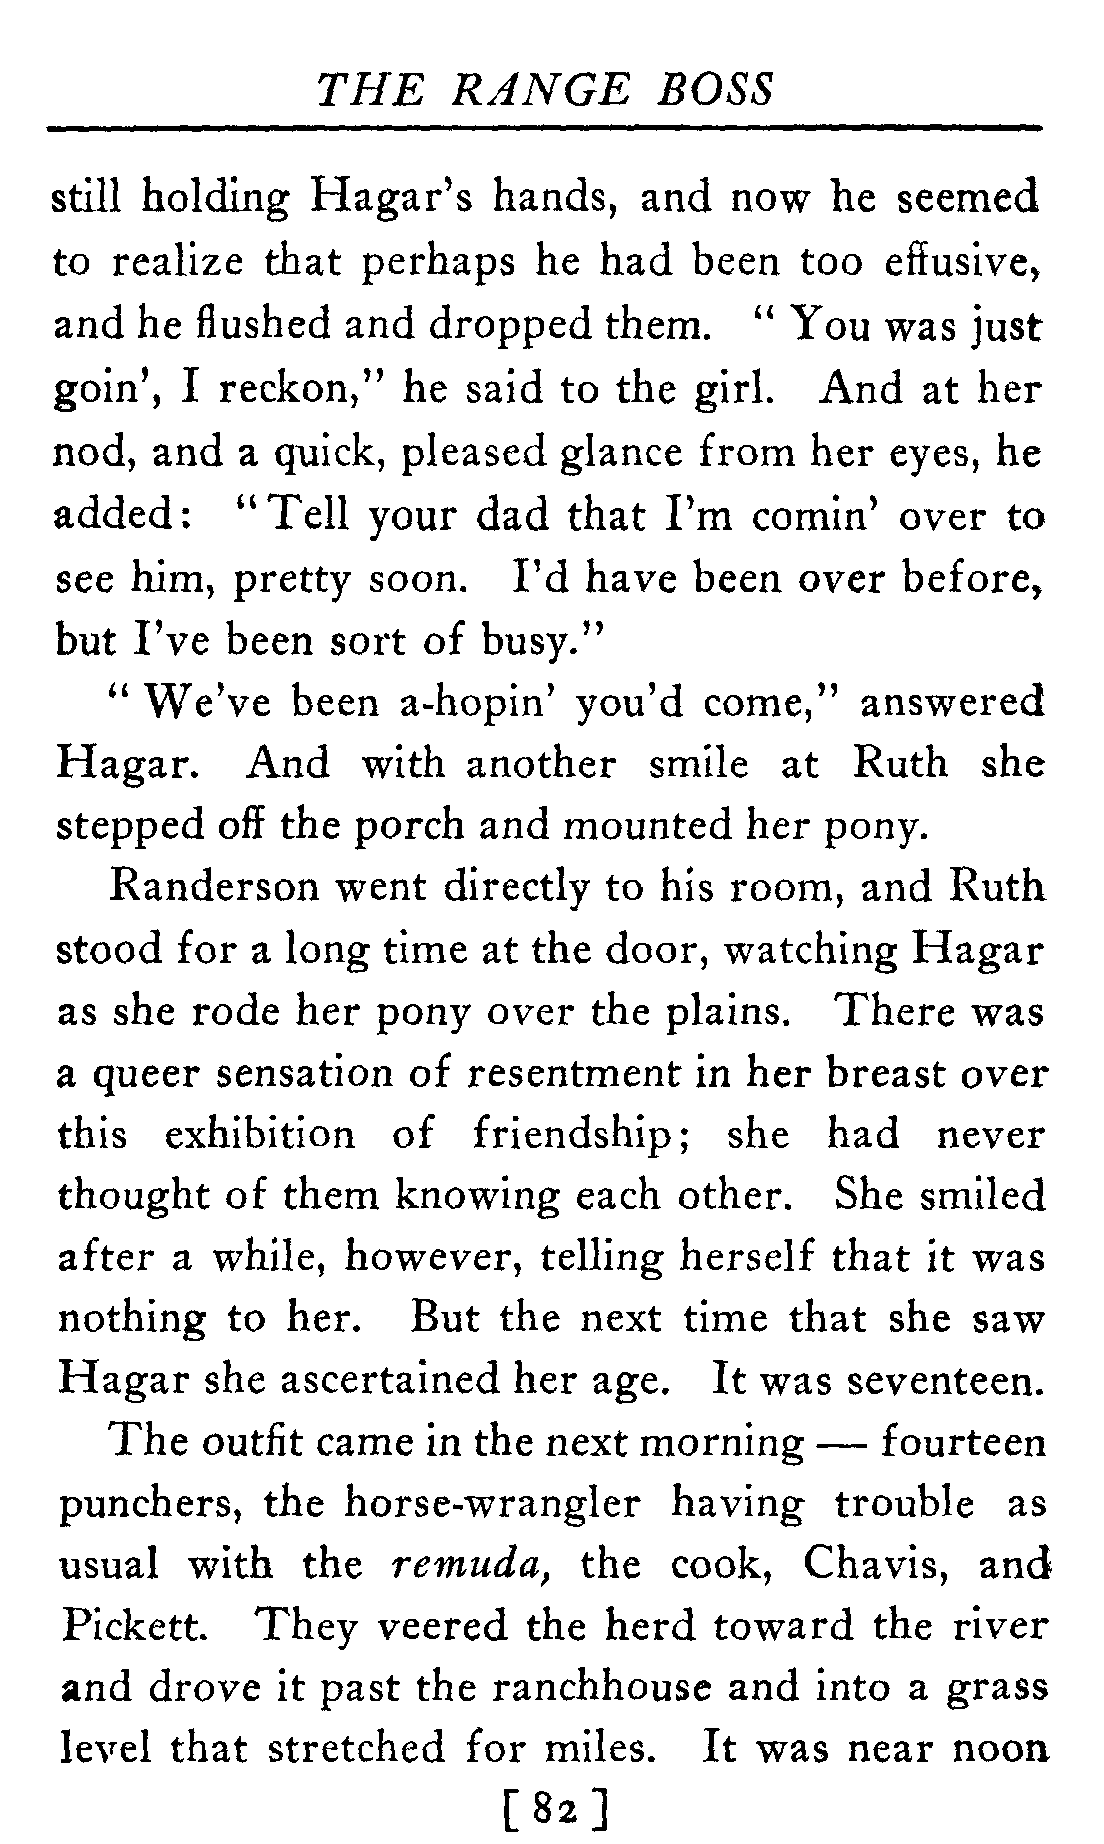 THE RANGE BOSS
still holding Hagar's hands, and now he seemed
to realize that perhaps he had been too effusive,
and he flushed and dropped them. " You was just
goin', I reckon," he said to the girl. And at her
nod, and a quick, pleased glance from her eyes, he
added: "Tell your dad that I'm comin' over to
see him, pretty soon. I'd have been over before,
but I've been sort of busy."
" We've been a-hopin' you'd come," answered
Hagar. And with another smile at Ruth she
stepped off the porch and mounted her pony.
Randerson went directly to his room, and Ruth
stood for a long time at the door, watching Hagar
as she rode her pony over the plains. There was
a queer sensation of resentment in her breast over
this exhibition of friendship; she had never
thought of them knowing each other. She smiled
after a while, however, telling herself that it was
nothing to her. But the next time that she saw
Hagar she ascertained her age. It was seventeen.
The outfit came in the next morning — fourteen
punchers, the horse-wrangler having trouble as
usual with the remuda, the cook, Chavis, and
Pickett. They veered the herd toward the river
and drove it past the ranchhouse and into a grass
level that stretched for miles. It was near noon
[ 82 ]